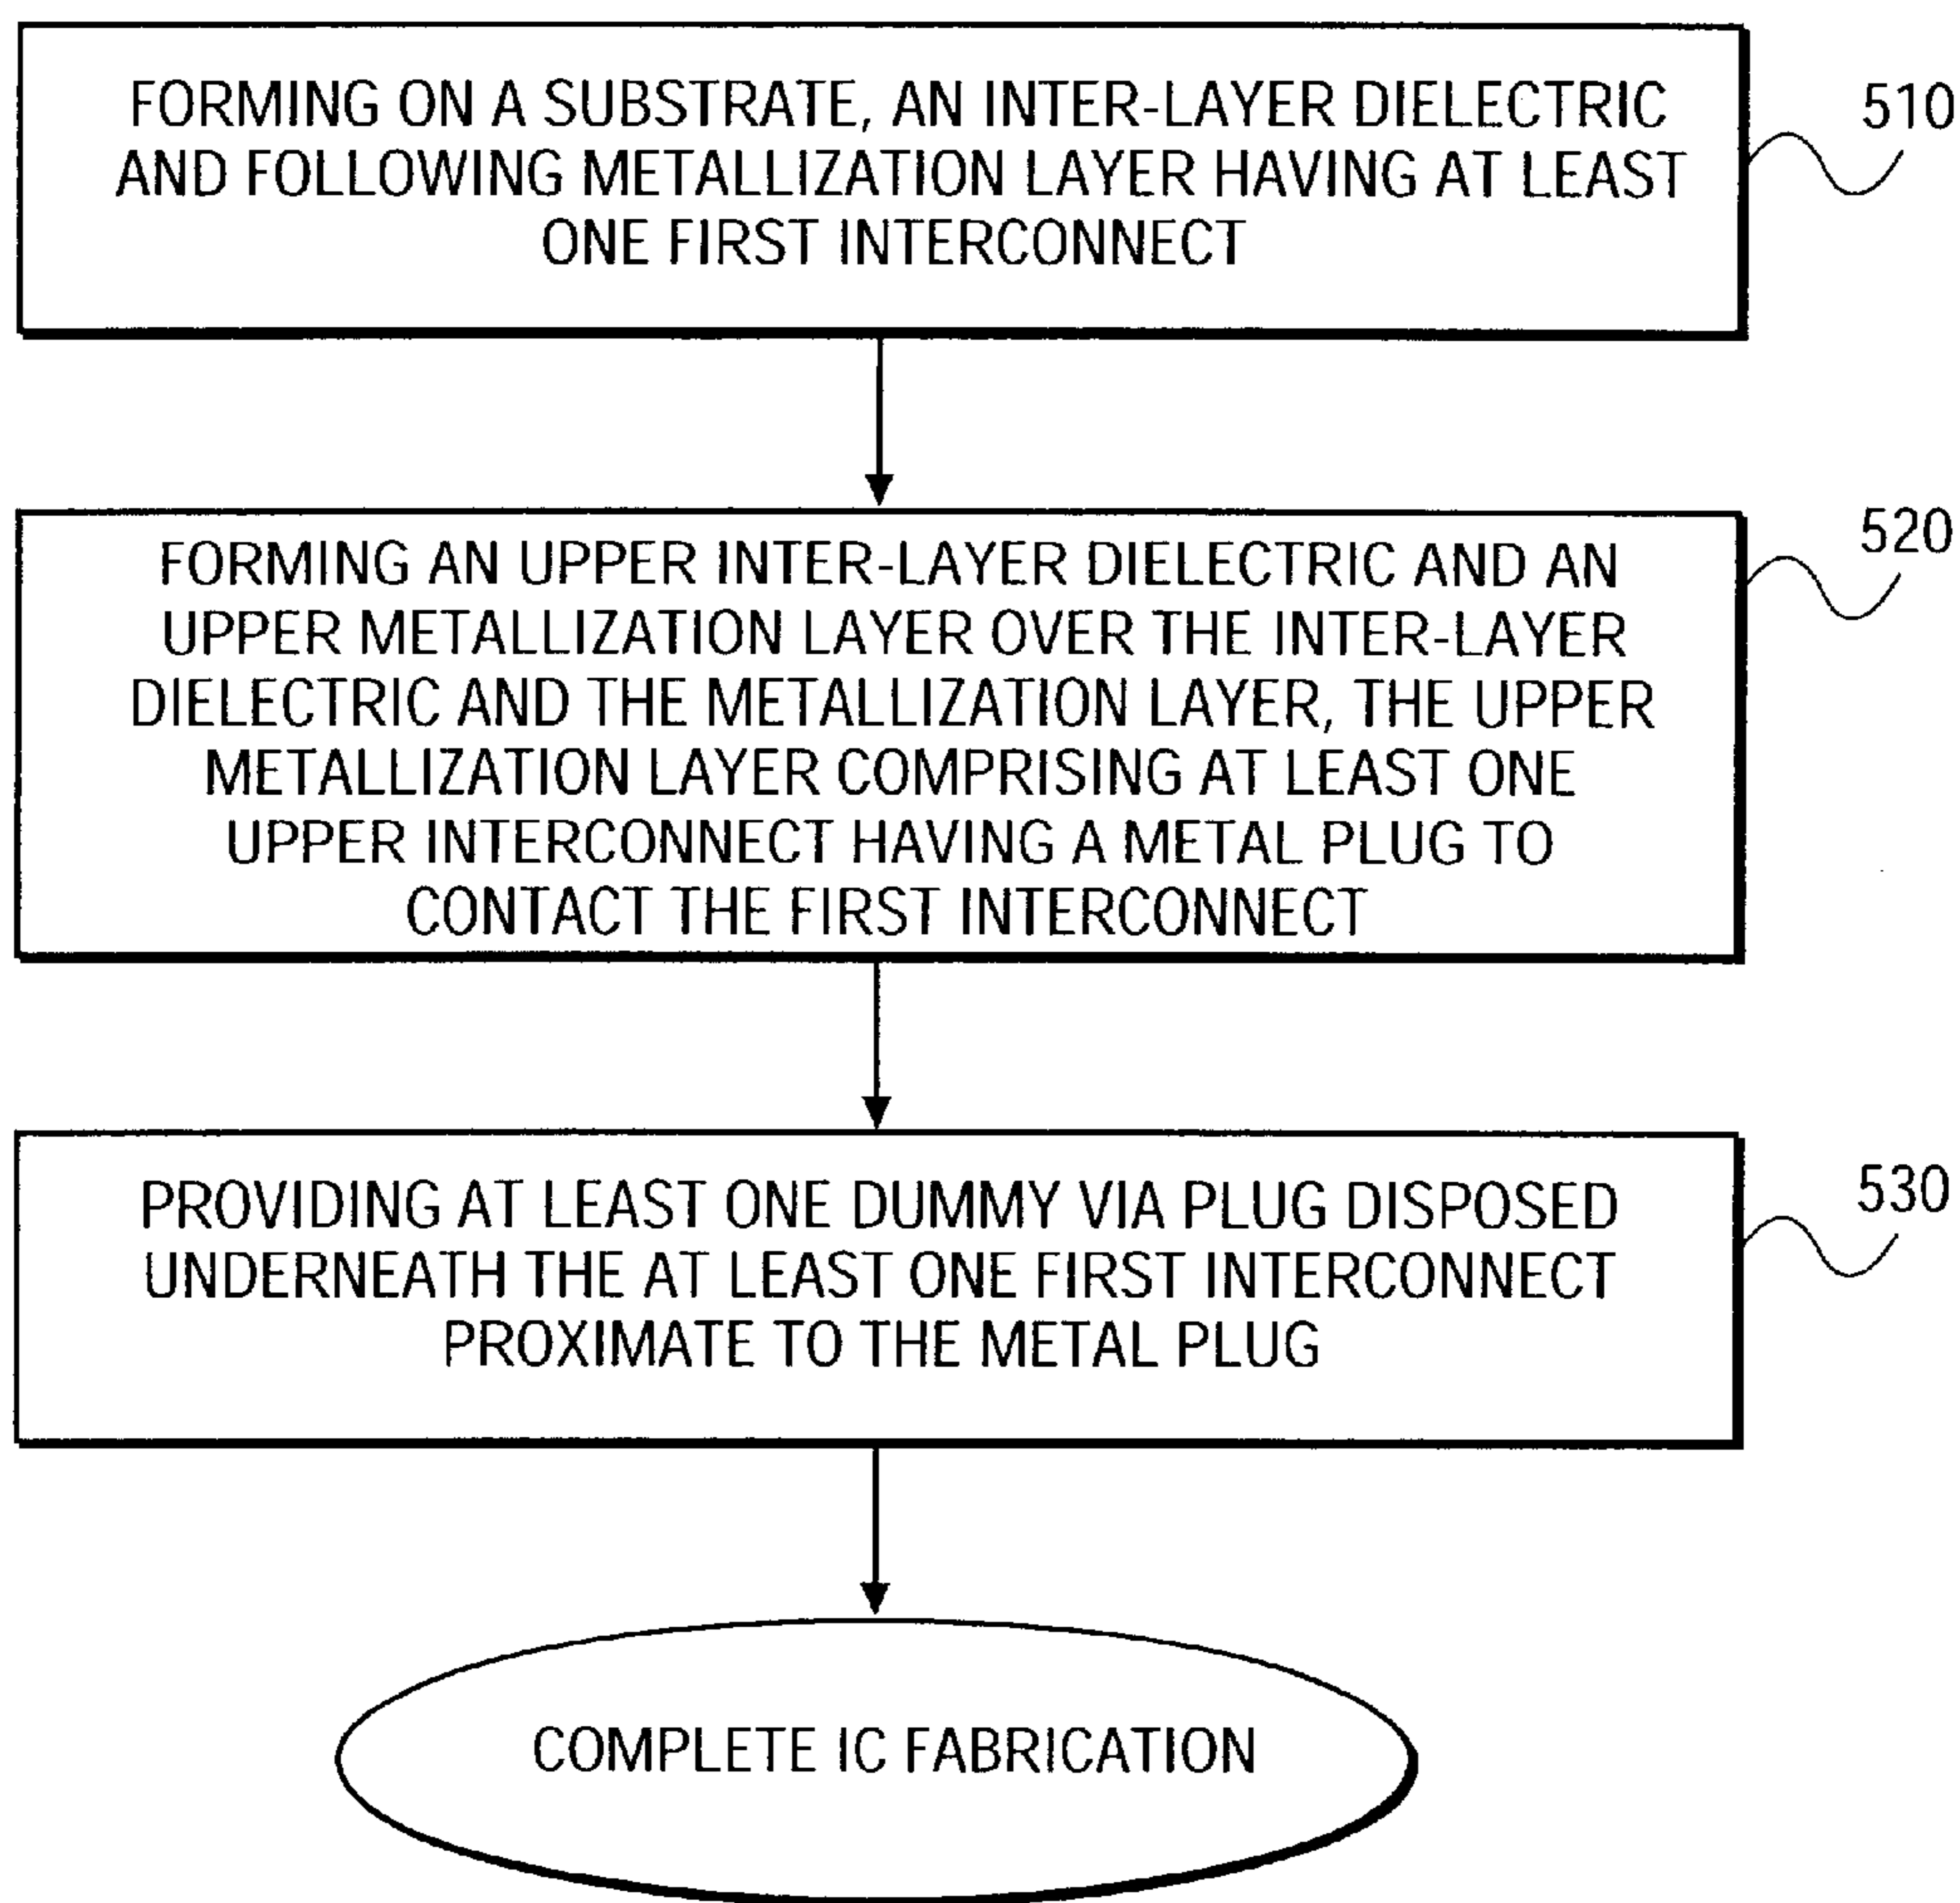 FORMING ON A SUBSTRATE, AN INTER-LAYER DIELECTRIC
AND FOLLOWING METALLIZATION LAYER HAVING AT LEAST
ONE FIRST INTERCONNECT
510
FORMING AN UPPER INTER-LAYER DIELECTRIC AND AN
UPPER METALLIZATION LAYER OVER THE INTER-LAYER
DIELECTRIC AND THE METALLIZATION LAYER, THE UPPER
METALLIZATION LAYER COMPRISING AT LEAST ONE
UPPER INTERCONNECT HAVING A METAL PLUG TO
CONTACT THE FIRST INTERCONNECT
520
PROVIDING AT LEAST ONE DUMMY VIA PLUG DISPOSED
UNDERNEATH THE AT LEAST ONE FIRST INTERCONNECT
PROXIMATE TO THE METAL PLUG
530
COMPLETE IC FABRICATION